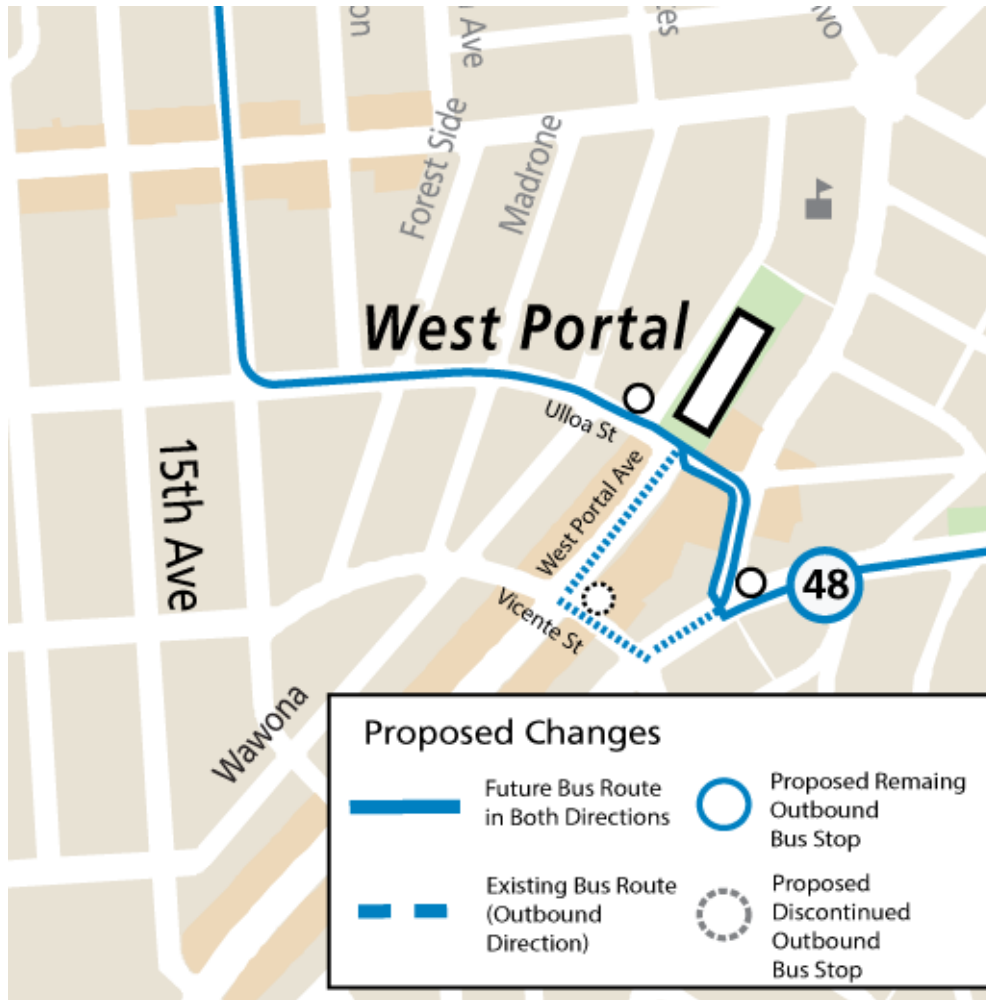 on
Ave
tes
Forest Side
Madrone
West Portal
Ulloa St
15th Ave
West Portal Ave
48
Vicente St
Wawona
Proposed Changes
Future Bus Route
in Both Directions
Proposed Remaing
Outbound
Bus Stop
Existing Bus Route
(Outbound
Direction)
Proposed
Discontinued
Outbound
Bus Stop